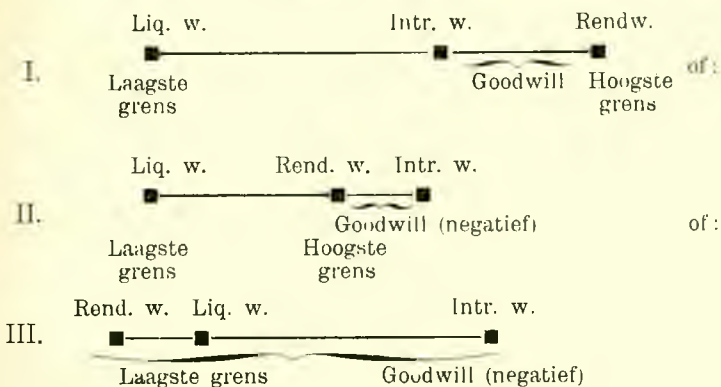 Liq. w. Intr. w. Rendw.
I. of:
Laagste Goodwill Hoogste
grens grens
Liq. w. Rend. w. Intr. w.
II. Goodwill (negatief) of:
Laagste Hoogste
grens grens
Rend. w. Liq. w. Intr. w.
III.
Laagste grens Goodwill (negatief)